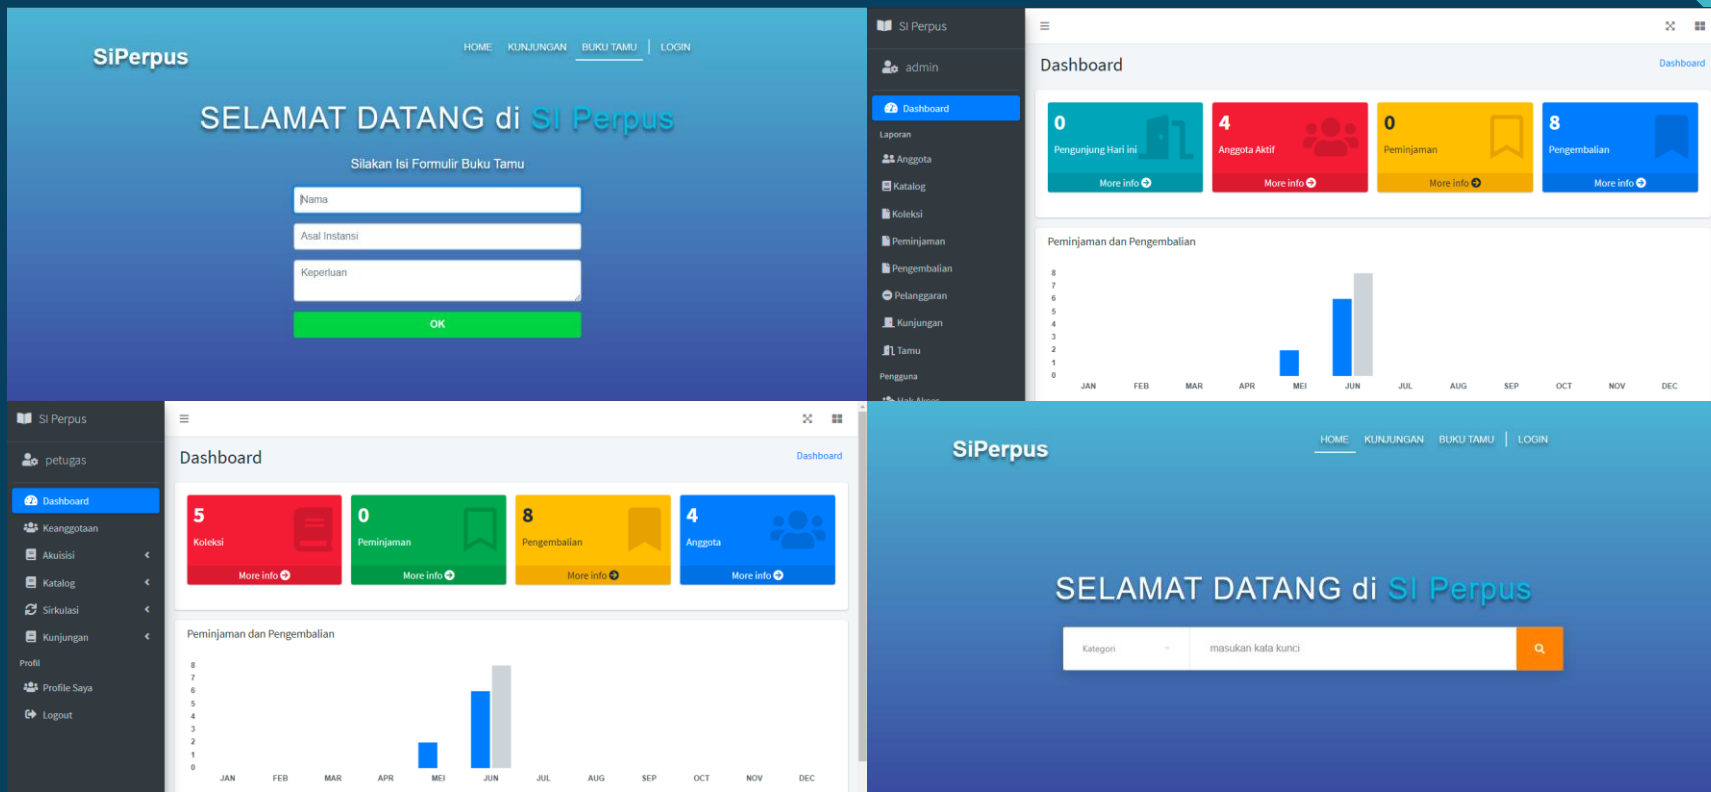 SiPerpus
HOME KUNJUNGAN BUKU TAMU LOGIN
SELAMAT DATANG di SI Perpus
Silakan Isi Formulir Buku Tamu
Nama
Asal Instansi
Keperluan
OK
SI Perpus
admin
Dashboard
Laporan
Anggota
Katalog
Koleksi
Peminjaman
Pengembalian
Pelanggaran
Kunjungan
Tamu
Pengguna
Hak Akses
Dashboard
Dashboard
0
Pengunjung Hari ini
More info
4
Anggota Aktif
More info
0
Peminjaman
More info
8
Pengembalian
More info
Peminjaman dan Pengembalian
8
7
6
5
4
3
2
1
0
JAN FEB MAR APR MEI JUN JUL AUG SEP OCT NOV DEC
SI Perpus
petugas
Dashboard
Keanggotaan
Akuisisi
Katalog
Sirkulasi
Kunjungan
Profil
Profile Saya
Logout
Dashboard
Dashboard
5
Koleksi
More info
0
Peminjaman
More info
8
Pengembalian
More info
4
Anggota
More info
Peminjaman dan Pengembalian
8
7
6
5
4
3
2
1
0
JAN FEB MAR APR MEI JUN JUL AUG SEP OCT NOV DEC
SiPerpus
HOME KUNJUNGAN BUKU TAMU LOGIN
SELAMAT DATANG di SI Perpus
Kategori
masukan kata kunci